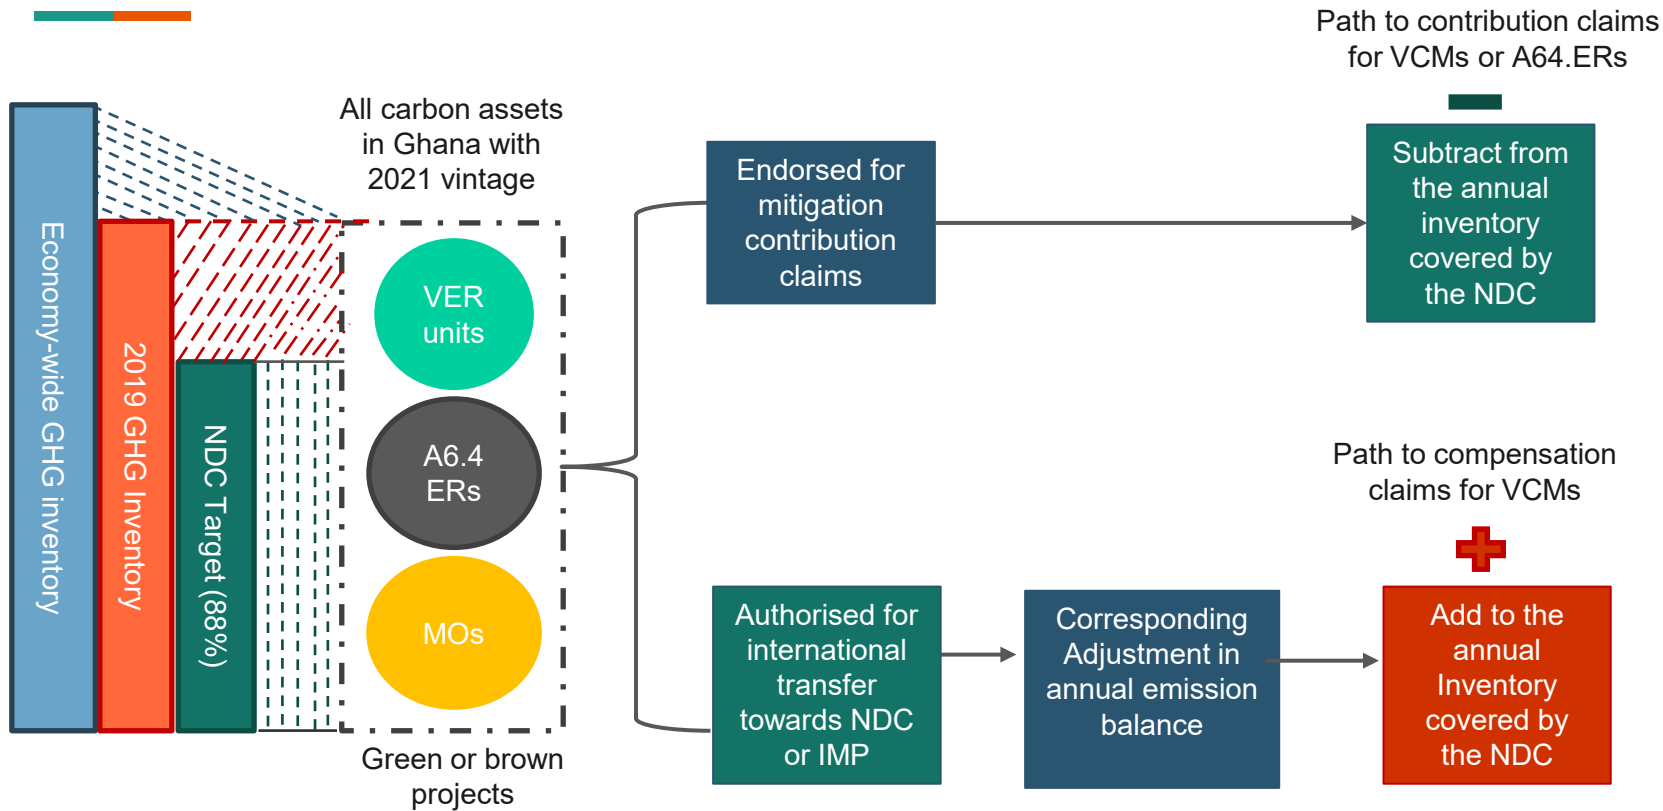 Economy-wide GHG inventory
2019 GHG Inventory
NDC Target (88%)
All carbon assets
in Ghana with
2021 vintage
VER
units
A6.4
ERs
MOs
Green or brown
projects
Endorsed for
mitigation
contribution
claims
Path to contribution claims
for VCMs or A64.ERs
Subtract from
the annual
inventory
covered by
the NDC
Authorised for
international
transfer
towards NDC
or IMP
Corresponding
Adjustment in
annual emission
balance
Path to compensation
claims for VCMs
Add to the
annual
Inventory
covered by
the NDC